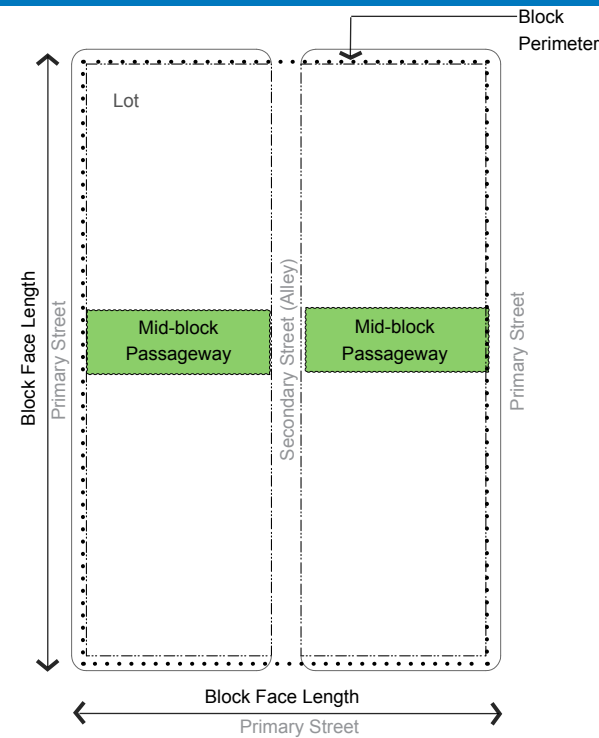 Block
Perimeter
Lot
Block Face Length
Primary Street
Mid-block
Passageway
Secondary Street (Alley)
Mid-block
Passageway
Primary Street
Block Face Length
Primary Street